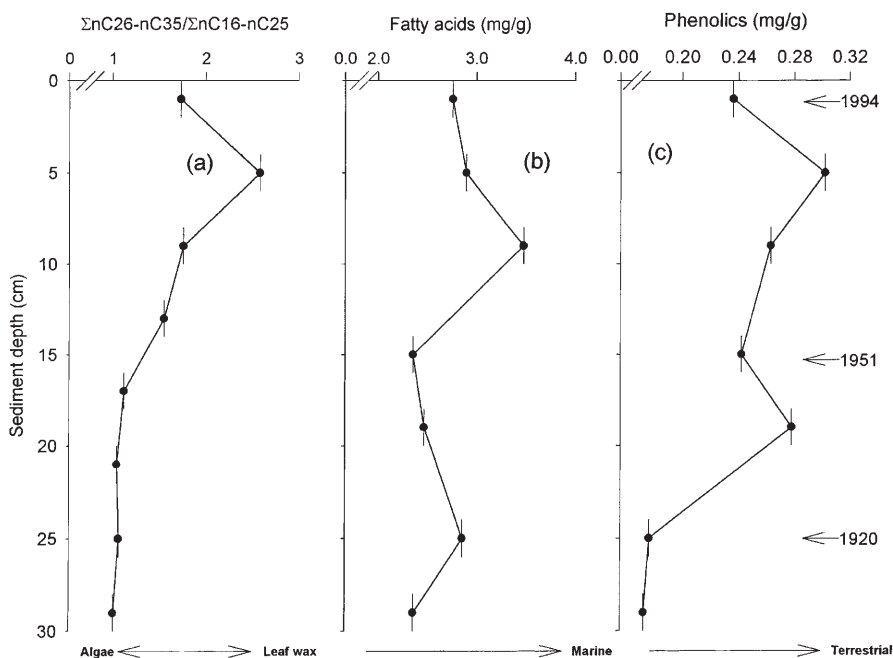 ΣnC26-nC35/ΣnC16-nC25 Fatty acids (mg/g) Phenolics (mg/g)
0 1 2 3 0.0 2.0 3.0 4.0 0.00 0.20 0.24 0.28 0.32
0
1994
(a) (b) (c)
5
10
Sediment depth (cm)
15 1951
20
25 1920
30
Algae Leaf wax Marine Terrestrial